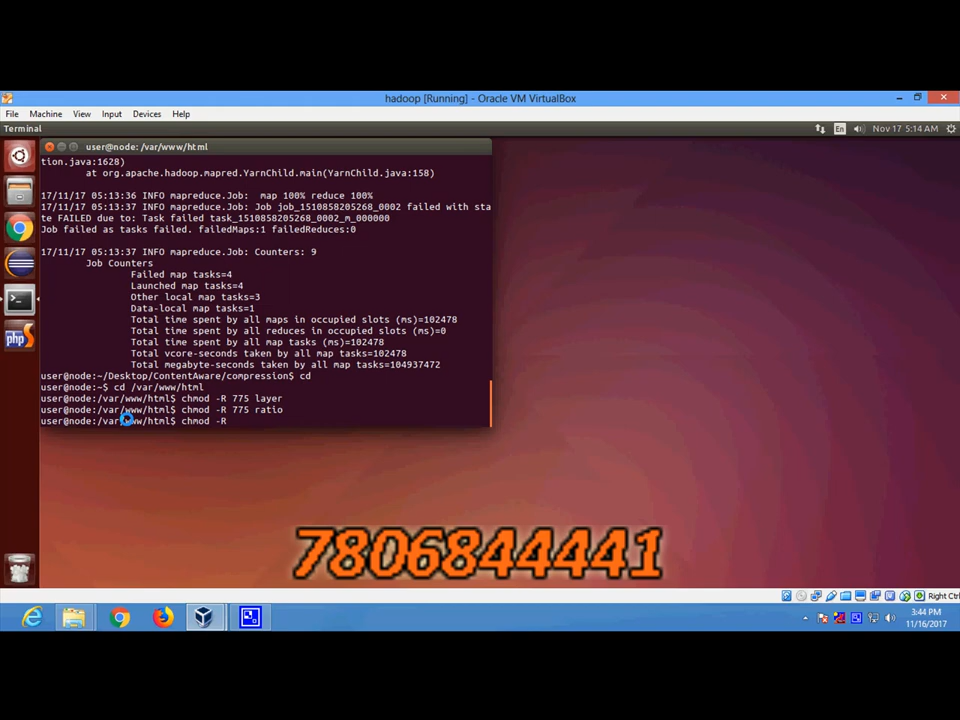 hadoop [Running] - Oracle VM VirtualBox
File Machine View Input Devices Help
Terminal
En
Nov 17 5:14 AM
user@node: /var/www/html
tion.java:1628)
at org.apache.hadoop.mapred.YarnChild.main(YarnChild.java:158)
17/11/17 05:13:36 INFO mapreduce.Job:  map 100% reduce 100%
17/11/17 05:13:37 INFO mapreduce.Job: Job job_1510858205268_0002 failed with sta
te FAILED due to: Task failed task_1510858205268_0002_m_000000
Job failed as tasks failed. failedMaps:1 failedReduces:0
17/11/17 05:13:37 INFO mapreduce.Job: Counters: 9
Job Counters
Failed map tasks=4
Launched map tasks=4
Other local map tasks=3
Data-local map tasks=1
Total time spent by all maps in occupied slots (ms)=102478
Total time spent by all reduces in occupied slots (ms)=0
Total time spent by all map tasks (ms)=102478
Total vcore-seconds taken by all map tasks=102478
Total megabyte-seconds taken by all map tasks=104937472
user@node:~/Desktop/ContentAware/compression$ cd
user@node:~$ cd /var/www/html
user@node:/var/www/html$ chmod -R 775 layer
user@node:/var/www/html$ chmod -R 775 ratio
user@node:/var/www/html$ chmod -R
php
7806844441
Right Ctrl
3:44 PM
11/16/2017